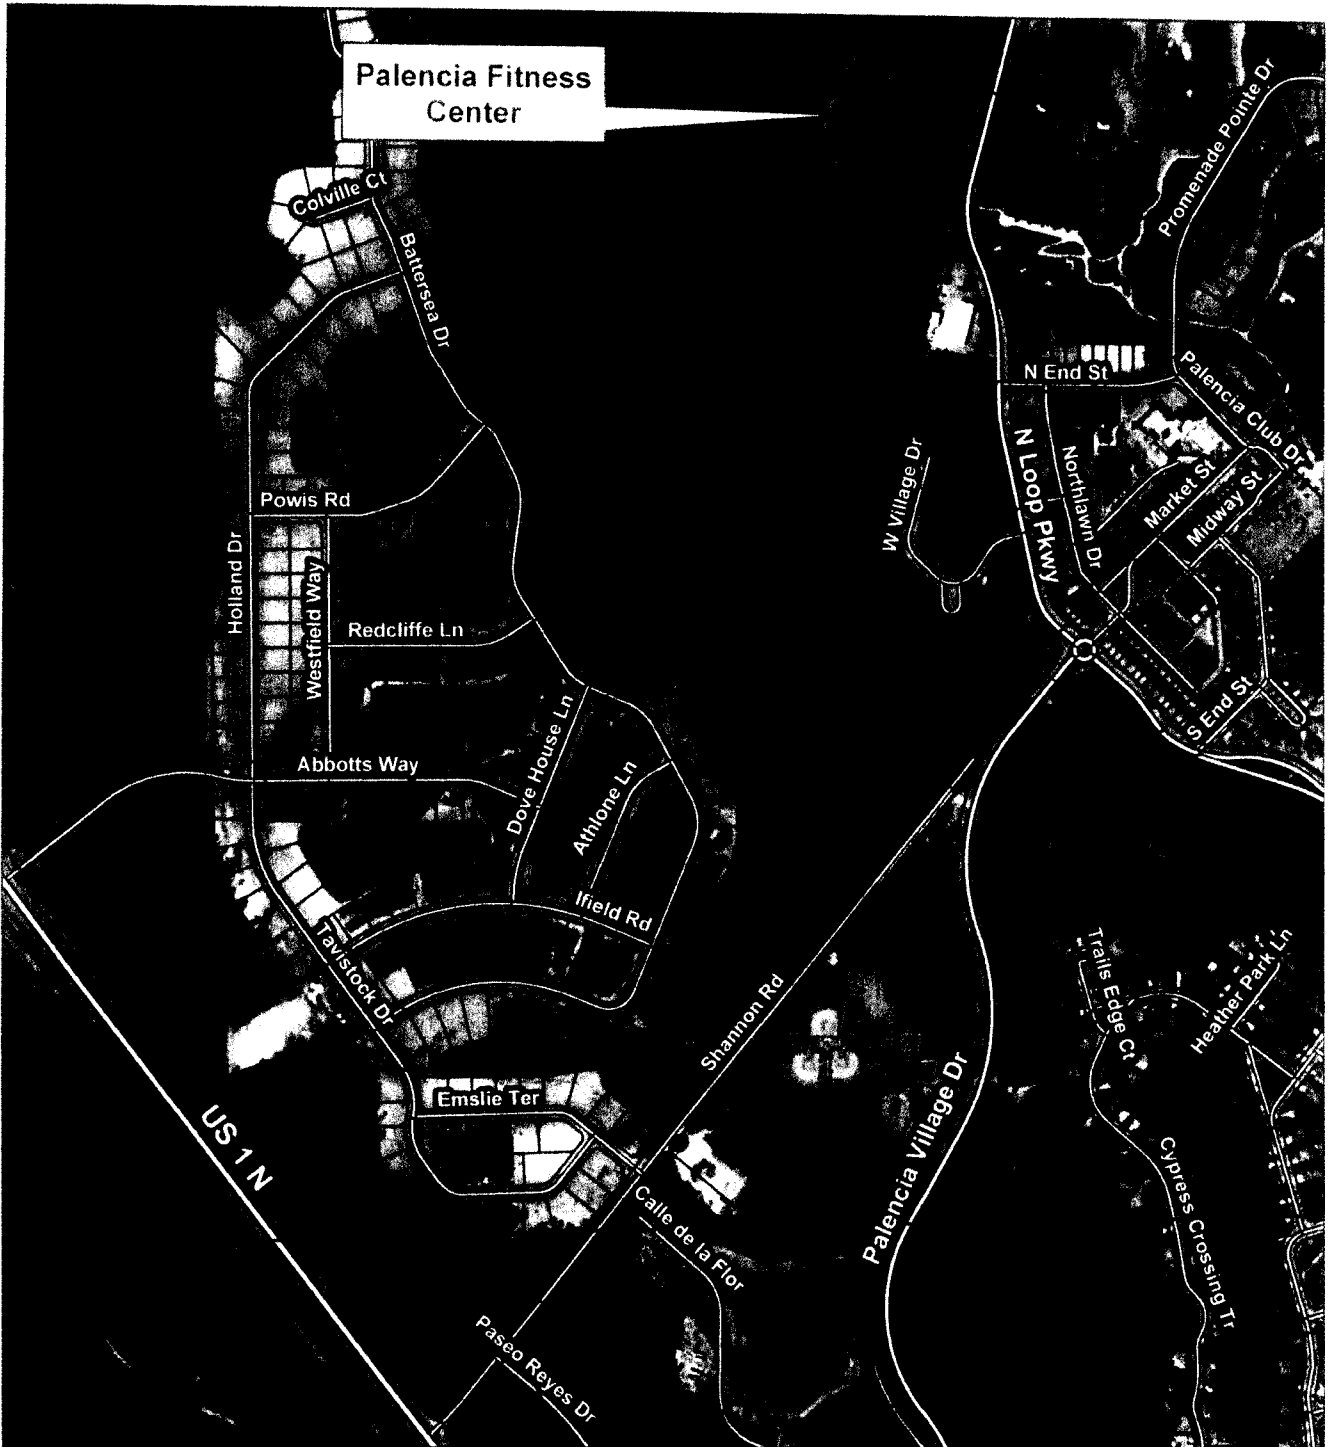 Palencia Fitness
Center
Promenade Pointe Dr
Colville Ct
Battersea Dr
N End St
Palencia Club Dr
N Loop Pkwy
Northlawn Dr
Market St
Midway St
W Village Dr
Powis Rd
Holland Dr
Westfield Way
Redcliffe Ln
S End St
Abbotts Way
Dove House Ln
Athlone Ln
Ifield Rd
Tavistock Dr
Shannon Rd
Trails Edge Ct
Heather Park Ln
Emslie Ter
US 1 N
Palencia Village Dr
Cypress Crossing Tr
Calle de la Flor
Paseo Reyes Dr